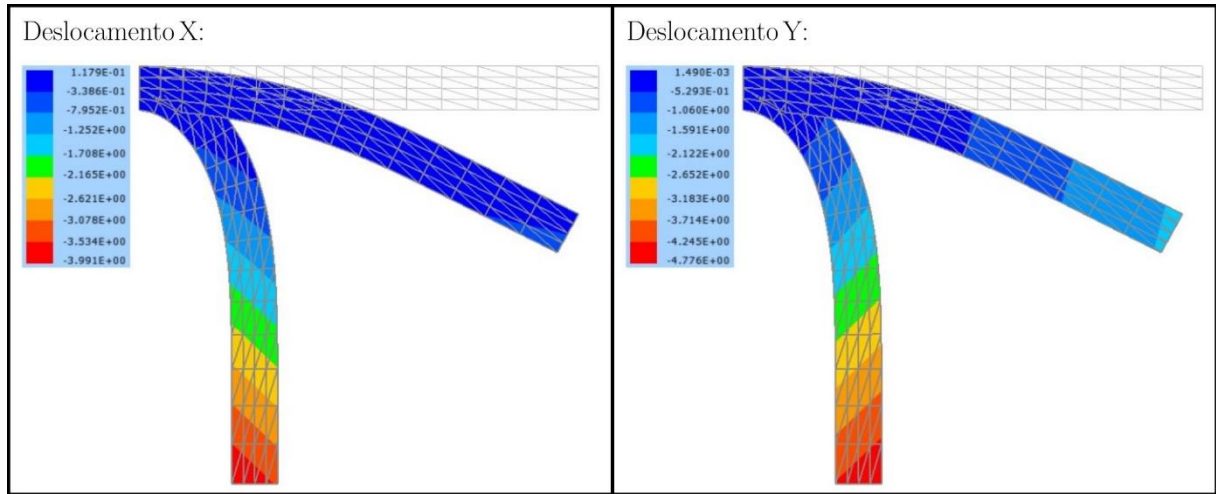 Deslocamento X:
1.179E-01
-3.386E-01
-7.952E-01
-1.252E+00
-1.708E+00
-2.165E+00
-2.621E+00
-3.078E+00
-3.534E+00
-3.991E+00
Deslocamento Y:
1.490E-03
-5.293E-01
-1.060E+00
-1.591E+00
-2.122E+00
-2.652E+00
-3.183E+00
-3.714E+00
-4.245E+00
-4.776E+00